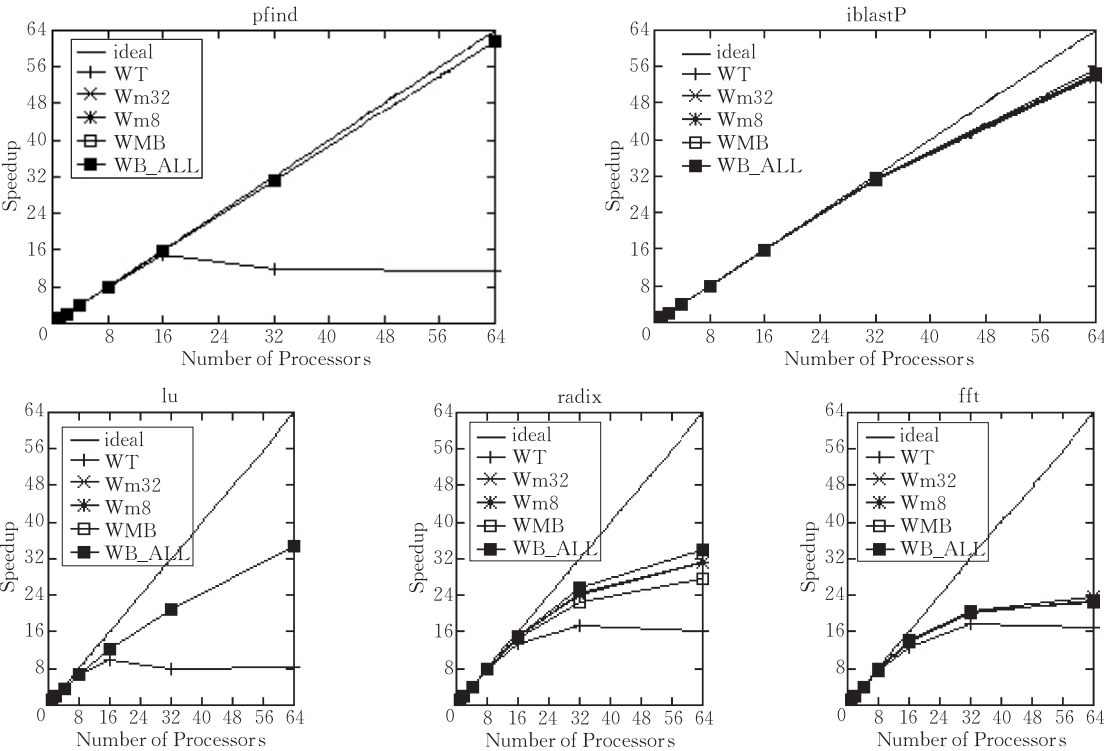 pfind
64
56
48
40
32
24
16
8
0
8 16 24 32 40 48 56 64
Speedup
Number of Processors
ideal
WT
Wm32
Wm8
WMB
WB_ALL
iblastP
64
56
48
40
32
24
16
8
0
8 16 24 32 40 48 56 64
Speedup
Number of Processors
ideal
WT
Wm32
Wm8
WMB
WB_ALL
lu
64
56
48
40
32
24
16
8
0
8 16 24 32 40 48 56 64
Speedup
Number of Processors
ideal
WT
Wm32
Wm8
WMB
WB_ALL
radix
64
56
48
40
32
24
16
8
0
8 16 24 32 40 48 56 64
Speedup
Number of Processors
ideal
WT
Wm32
Wm8
WMB
WB_ALL
fft
64
56
48
40
32
24
16
8
0
8 16 24 32 40 48 56 64
Speedup
Number of Processors
ideal
WT
Wm32
Wm8
WMB
WB_ALL